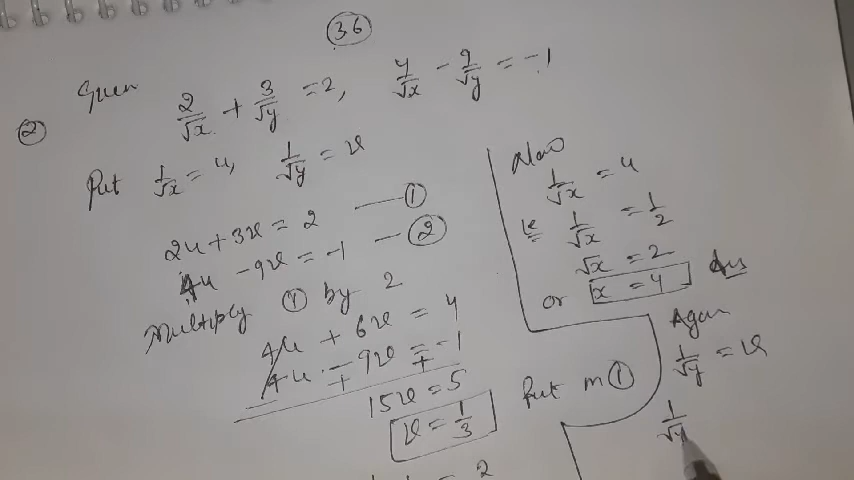 36
② Given 2/√x + 3/√y = 2, 4/√x - 9/√y = -1
Put 1/√x = u, 1/√y = v
2u + 3v = 2 — ①
4u - 9v = -1 — ②
Multiply ① by 2
4u + 6v = 4
4u - 9v = -1
- + +
15v = 5
v = 1/3
Put in ①
= 2
Also
1/√x = u
1/√x = 1/2
√x = 2
or x = 4 Ans
Again
1/√y = v
1/√y